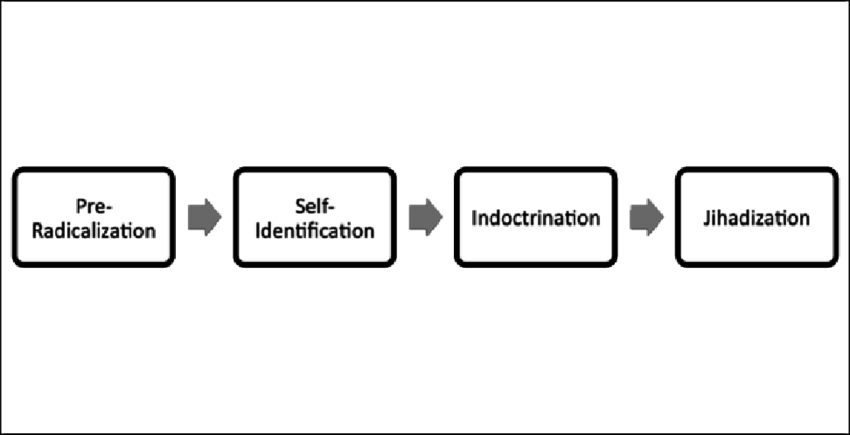 Pre-
Radicalization
Self-
Identification
Indoctrination
Jihadization